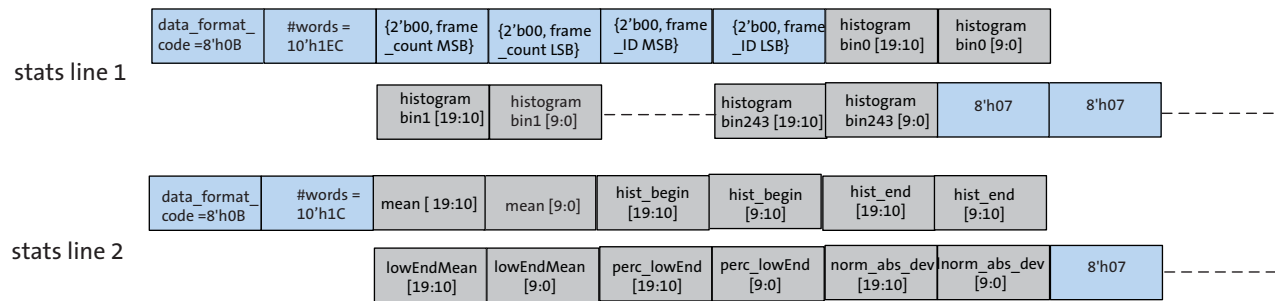 stats line 1
data_format_
code =8'h0B
#words =
10'h1EC
{2'b00, frame
_count MSB}
{2'b00, frame
_count LSB}
{2'b00, frame
_ID MSB}
{2'b00, frame
_ID LSB}
histogram
bin0 [19:10]
histogram
bin0 [9:0]
histogram
bin1 [19:10]
histogram
bin1 [9:0]
histogram
bin243 [19:10]
histogram
bin243 [9:0]
8'h07
8'h07
stats line 2
data_format_
code =8'h0B
#words =
10'h1C
mean [ 19:10]
mean [9:0]
hist_begin
[19:10]
hist_begin
[9:10]
hist_end
[19:10]
hist_end
[9:10]
lowEndMean
[19:10]
lowEndMean
[9:0]
perc_lowEnd
[19:10]
perc_lowEnd
[9:0]
norm_abs_dev
[19:10]
lnorm_abs_dev
[9:0]
8'h07